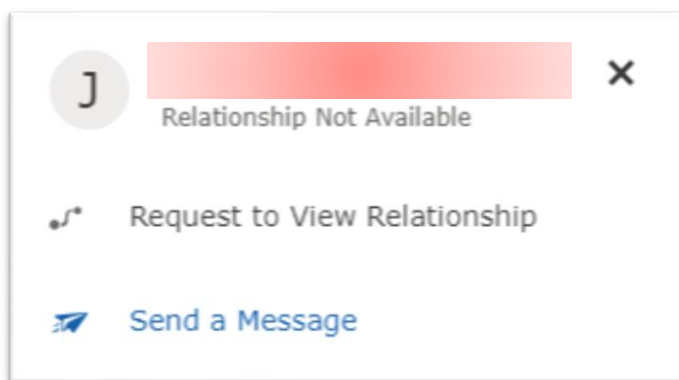 J
Relationship Not Available
Request to View Relationship
Send a Message